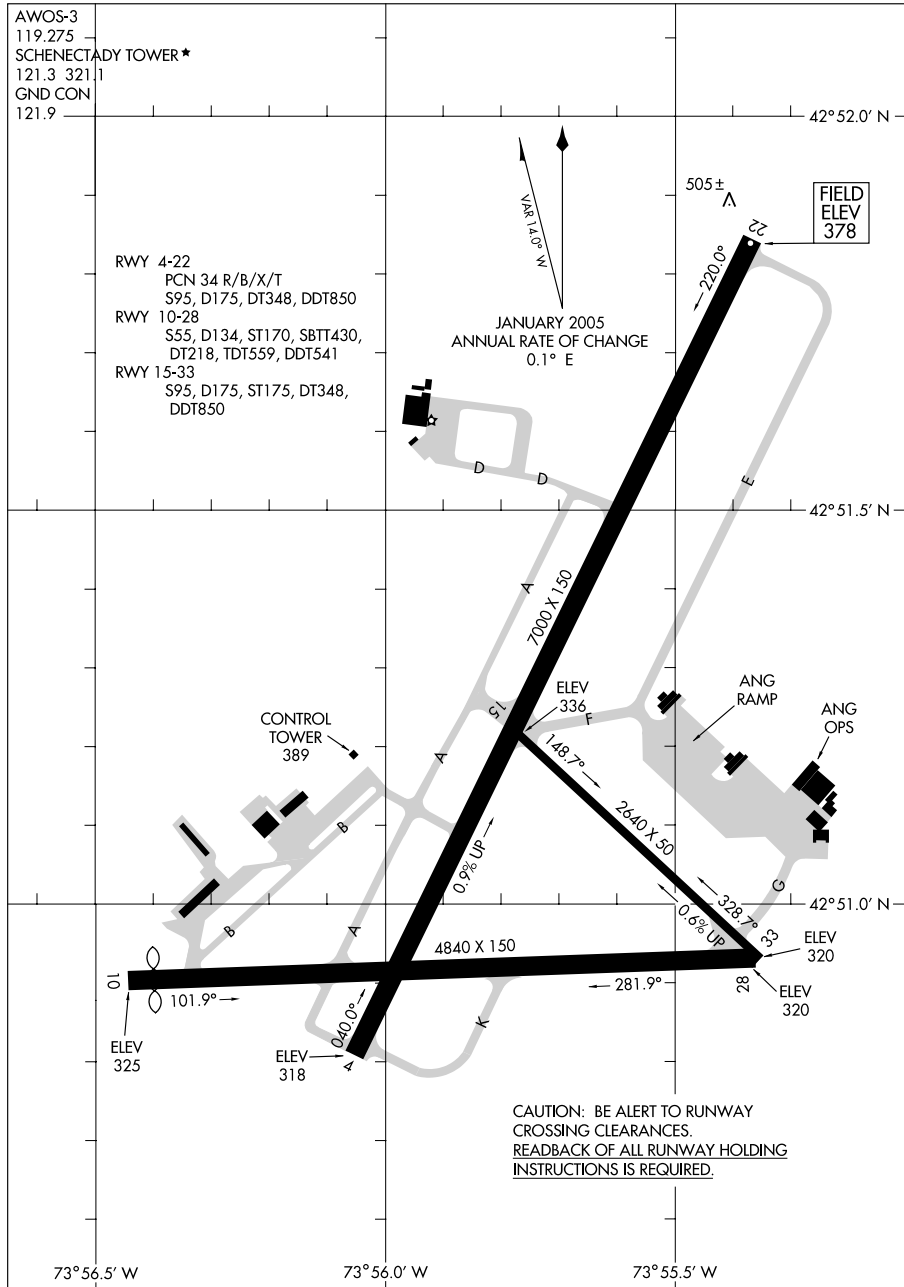 AWOS-3
119.275
SCHENECTADY TOWER★
121.3 321.1
GND CON
121.9
42°52.0' N
VAR 14.0° W
505±
22
FIELD
ELEV
378
220.0°
RWY 4-22
PCN 34 R/B/X/T
S95, D175, DT348, DDT850
RWY 10-28
S55, D134, ST170, SBTT430,
DT218, TDT559, DDT541
RWY 15-33
S95, D175, ST175, DT348,
DDT850
JANUARY 2005
ANNUAL RATE OF CHANGE
0.1° E
D
D
E
42°51.5' N
A
7000 X 150
ANG
RAMP
ELEV
336
15
F
ANG
OPS
CONTROL
TOWER
389
A
148.7°
2640 X 50
B
0.9% UP
G
42°51.0' N
328.7°
0.6% UP
B
A
4840 X 150
33
ELEV
320
10
101.9°
281.9°
28
ELEV
320
040.0°
K
ELEV
325
ELEV
318
4
CAUTION: BE ALERT TO RUNWAY
CROSSING CLEARANCES.
READBACK OF ALL RUNWAY HOLDING
INSTRUCTIONS IS REQUIRED.
73°56.5' W
73°56.0' W
73°55.5' W